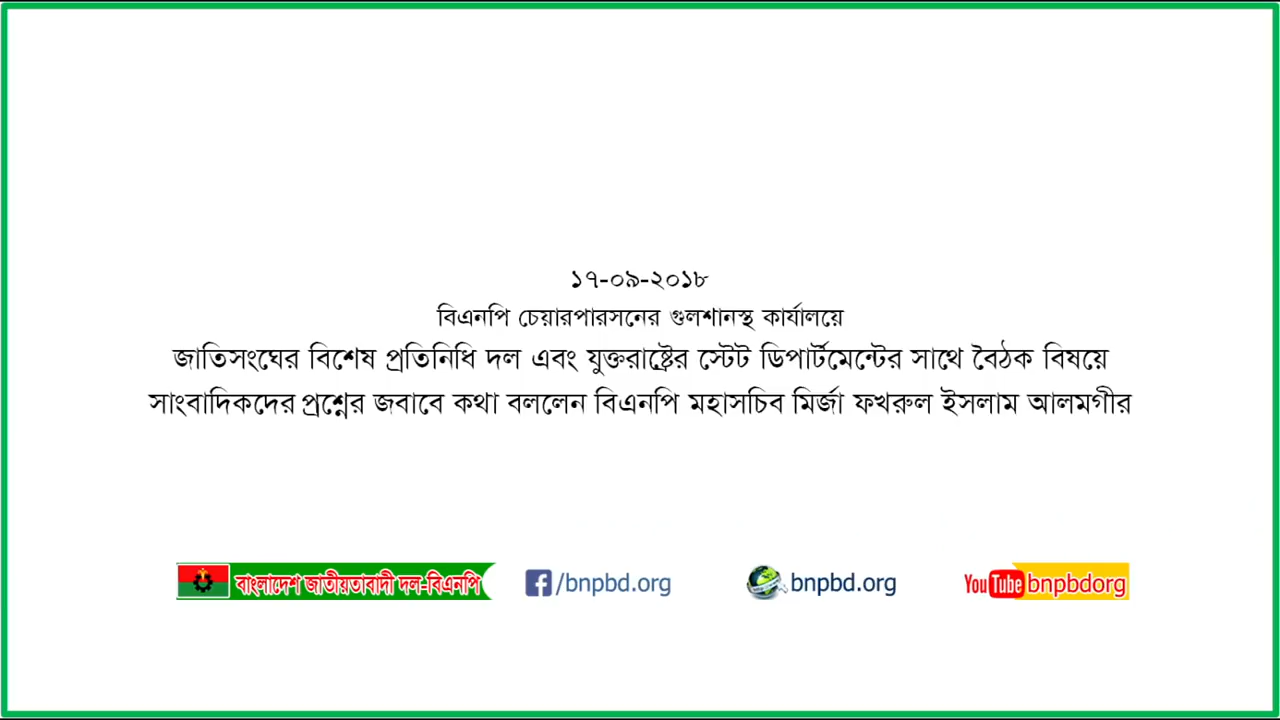 ১৭-০৯-২০১৮
বিএনপি চেয়ারপারসনের গুলশানস্থ কার্যালয়ে
জাতিসংঘের বিশেষ প্রতিনিধি দল এবং যুক্তরাষ্ট্রের স্টেট ডিপার্টমেন্টের সাথে বৈঠক বিষয়ে
সাংবাদিকদের প্রশ্নের জবাবে কথা বললেন বিএনপি মহাসচিব মির্জা ফখরুল ইসলাম আলমগীর
বাংলাদেশ জাতীয়তাবাদী দল-বিএনপি /bnpbd.org bnpbd.org YouTube bnpbdorg